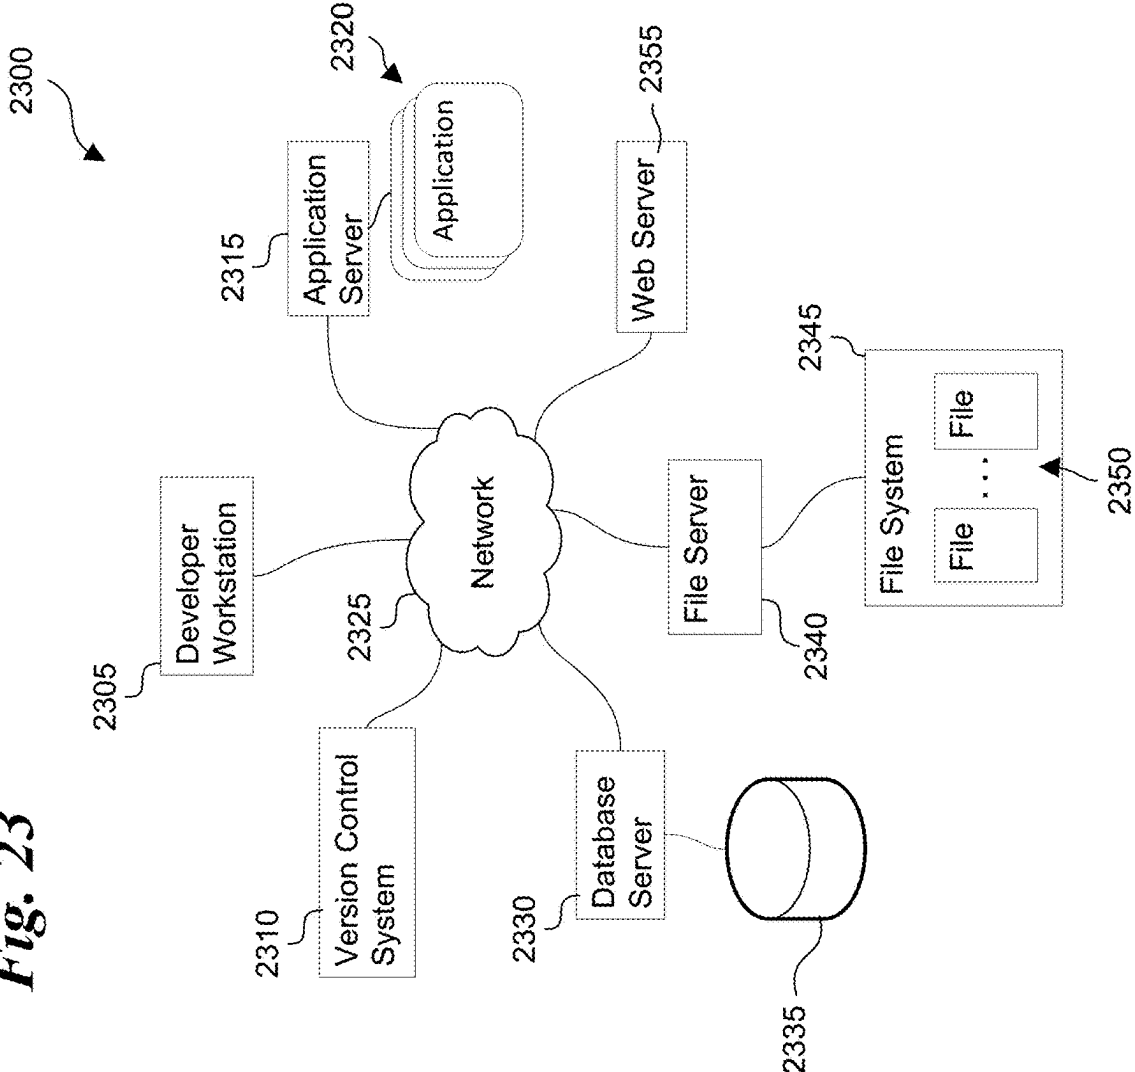 Fig. 23
2300
2305
Developer
Workstation
2310
Version Control
System
2315
Application
Server
2320
Application
2325
Network
2330
Database
Server
2335
2340
File Server
2345
File System
File
...
File
2350
2355
Web Server